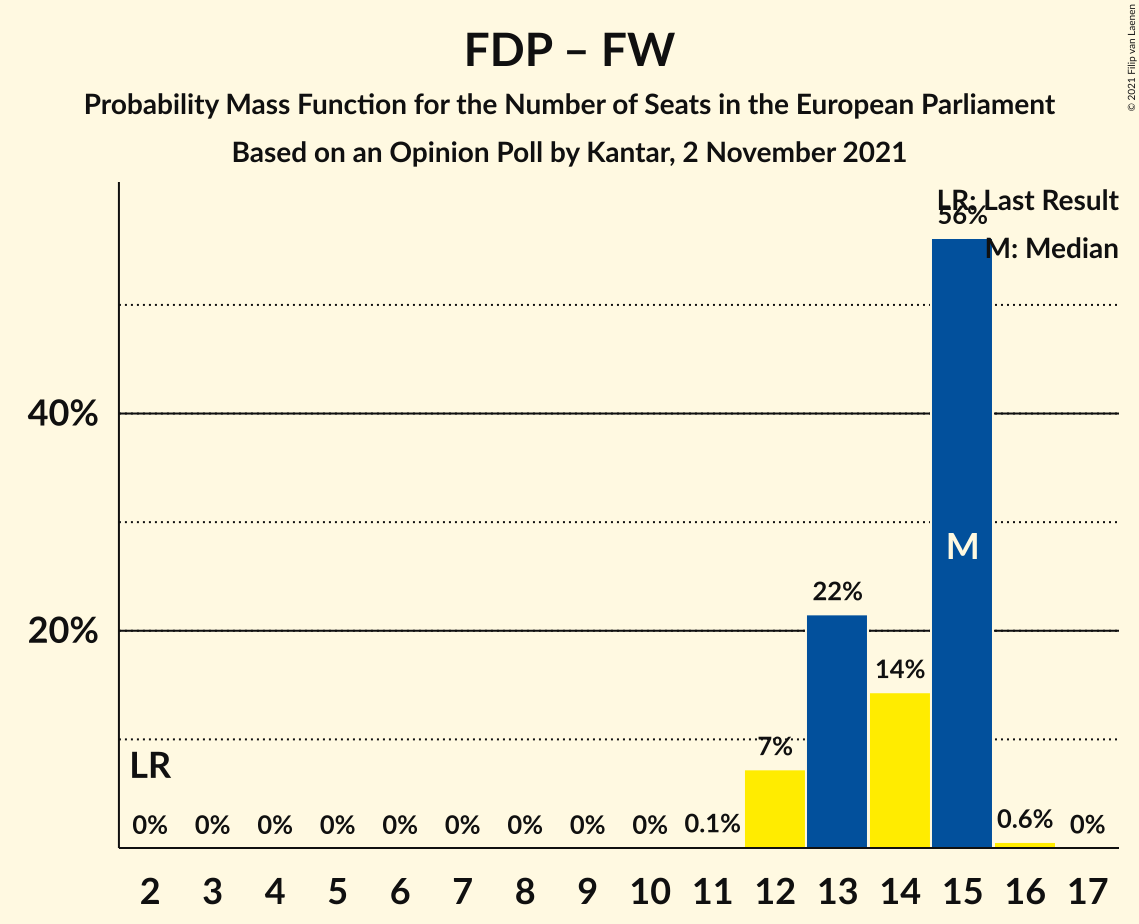 FDP – FW
Probability Mass Function for the Number of Seats in the European Parliament
Based on an Opinion Poll by Kantar, 2 November 2021
© 2021 Filip van Laenen
LR: Last Result
M: Median
56%
40%
M
22%
20%
14%
7%
LR
0% 0% 0% 0% 0% 0% 0% 0% 0% 0.1% 0.6% 0%
2 3 4 5 6 7 8 9 10 11 12 13 14 15 16 17